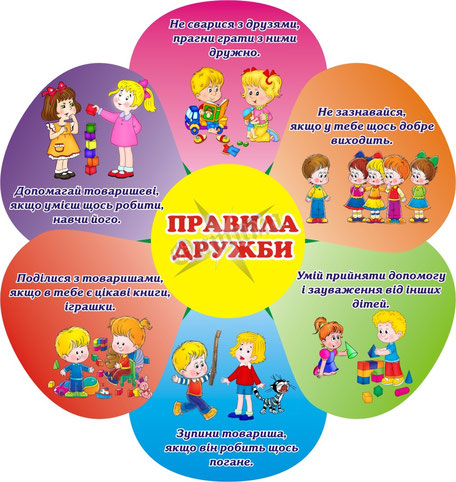 Не сварися з друзями,
прагни грати з ними
дружно.
Не зазнавайся,
якщо у тебе щось добре
виходить.
Умій прийняти допомогу
і зауваження від інших
дітей.
Зупини товариша,
якщо він робить щось
погане.
Поділися з товаришами,
якщо в тебе є цікаві книги,
іграшки.
Допомагай товаришеві,
якщо умієш щось робити,
навчи його.
ПРАВИЛА
ДРУЖБИ